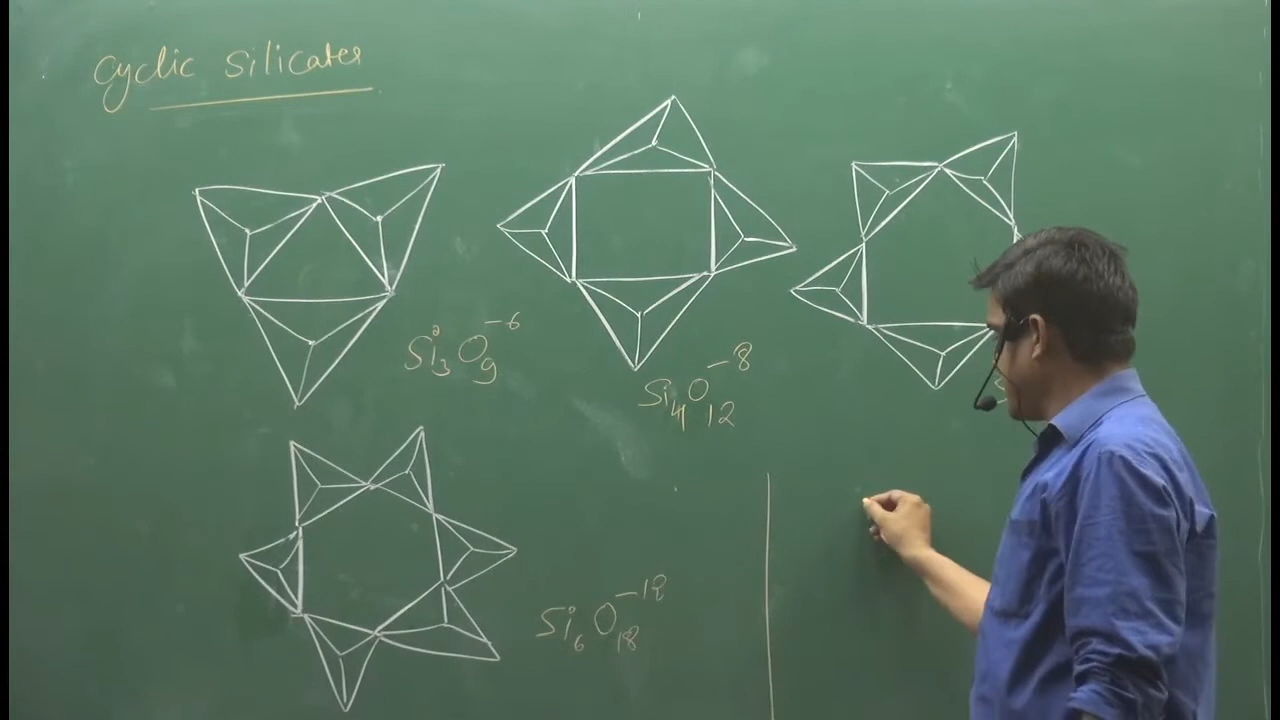 Cyclic Silicates
Si₃O₉⁻⁶
Si₄O₁₂⁻⁸
Si₆O₁₈⁻¹²